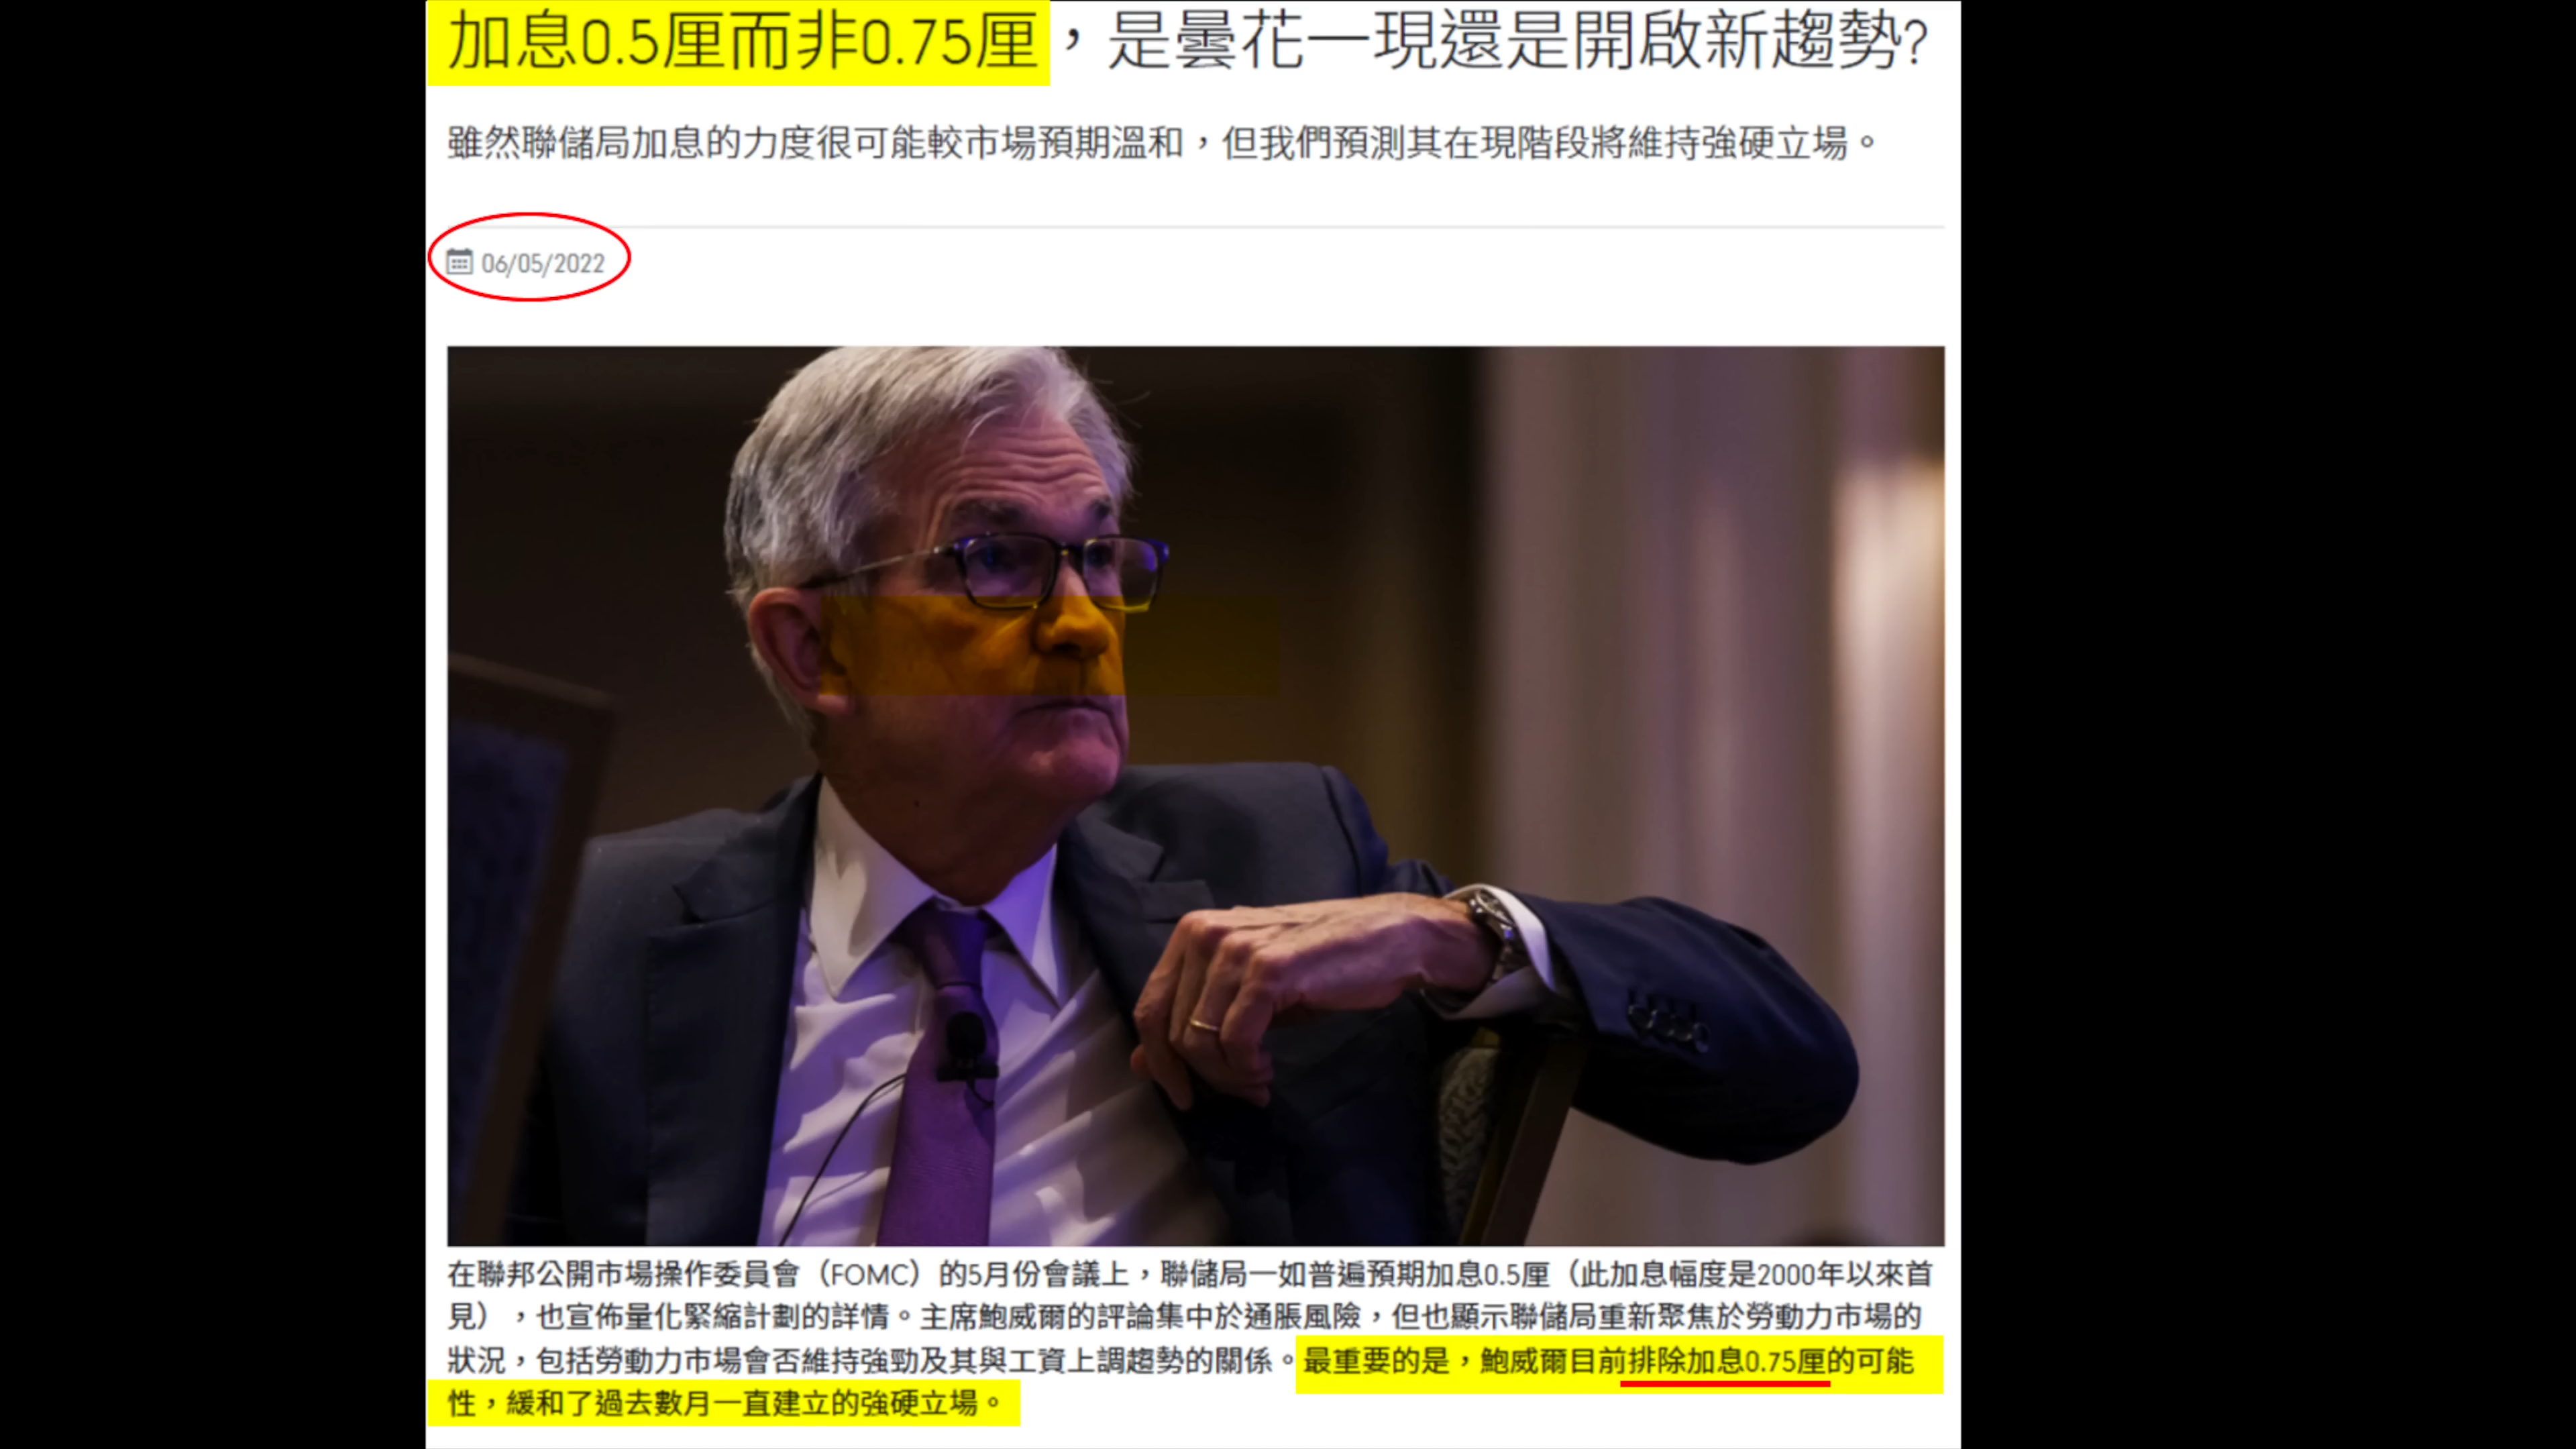 加息0.5厘而非0.75厘，是曇花一現還是開啟新趨勢?
雖然聯儲局加息的力度很可能較市場預期溫和，但我們預測其在現階段將維持強硬立場。
06/05/2022
在聯邦公開市場操作委員會（FOMC）的5月份會議上，聯儲局一如普遍預期加息0.5厘（此加息幅度是2000年以來首
見），也宣佈量化緊縮計劃的詳情。主席鮑威爾的評論集中於通脹風險，但也顯示聯儲局重新聚焦於勞動力市場的
狀況，包括勞動力市場會否維持強勁及其與工資上調趨勢的關係。最重要的是，鮑威爾目前排除加息0.75厘的可能
性，緩和了過去數月一直建立的強硬立場。